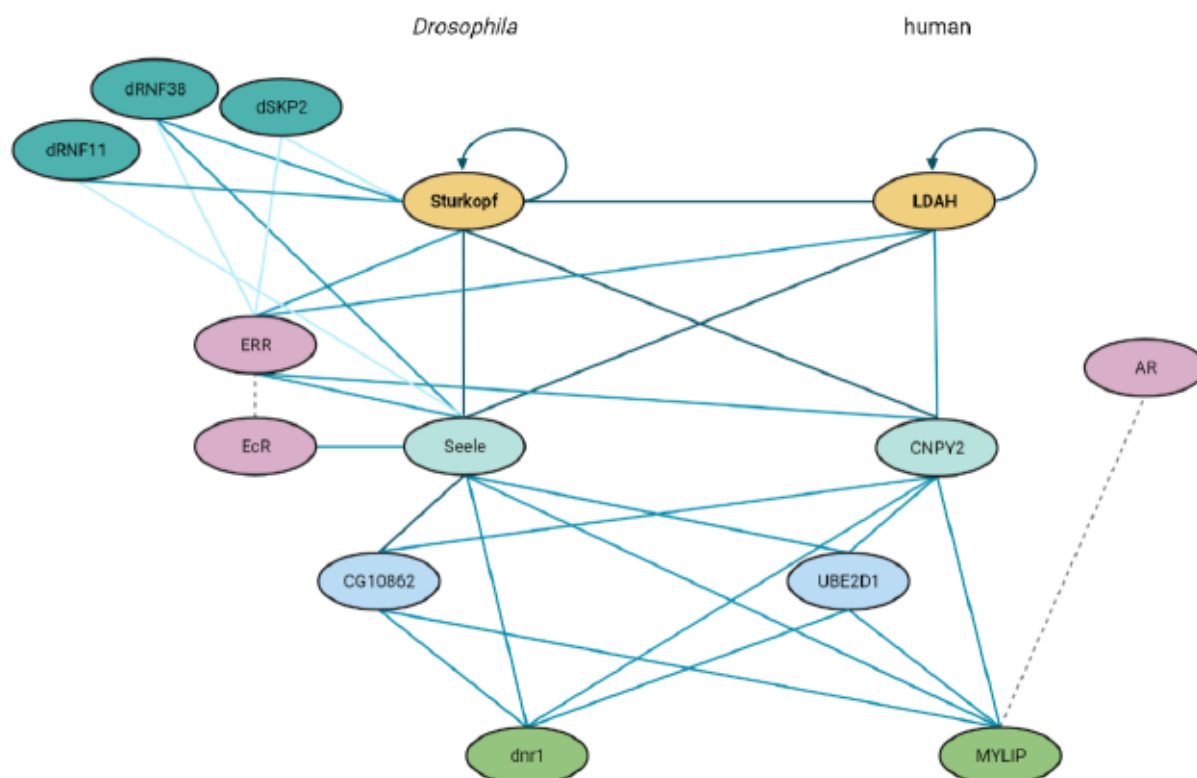 Drosophila
human
dRNF38
dSKP2
dRNF11
Sturkopf
LDAH
ERR
AR
EcR
Seele
CNPY2
CG10862
UBE2D1
dnr1
MYLIP